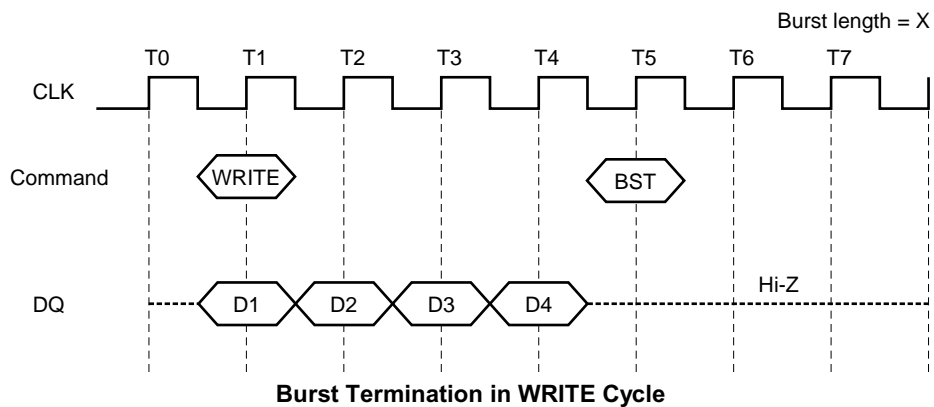 Burst length = X
T0 T1 T2 T3 T4 T5 T6 T7
CLK
Command WRITE BST
Hi-Z
DQ D1 D2 D3 D4
Burst Termination in WRITE Cycle